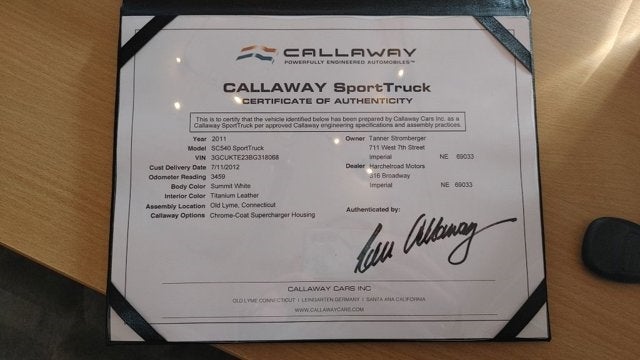 CALLAWAY
POWERFULLY ENGINEERED AUTOMOBILES™
CALLAWAY SportTruck
CERTIFICATE OF AUTHENTICITY
This is to certify that the vehicle identified below has been prepared by Callaway Cars Inc. as a
Callaway SportTruck per approved Callaway engineering specifications and assembly practices.
Year 2011
Model SC540 SportTruck
VIN 3GCUKTE23BG318068
Cust Delivery Date 7/11/2012
Odometer Reading 3459
Body Color Summit White
Interior Color Titanium Leather
Assembly Location Old Lyme, Connecticut
Callaway Options Chrome-Coat Supercharger Housing
Owner Tanner Stromberger
711 West 7th Street
Imperial NE 69033
Dealer Harchelroad Motors
316 Broadway
Imperial NE 69033
Authenticated by:
Callaway
CALLAWAY CARS INC
OLD LYME CONNECTICUT | LEINGARTEN GERMANY | SANTA ANA CALIFORNIA
WWW.CALLAWAYCARS.COM